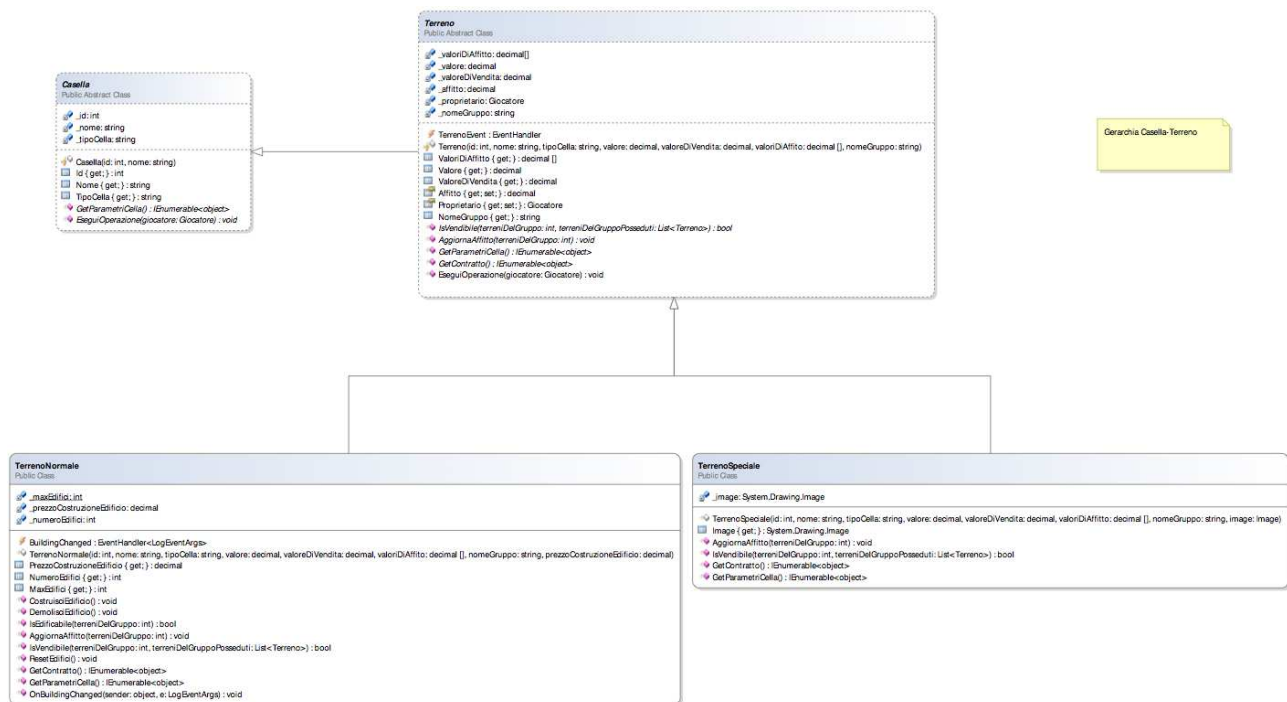 Casella
Public Abstract Class
_id: int
_nome: string
_tipoCella: string
Casella(id: int, nome: string)
Id { get; } : int
Nome { get; } : string
TipoCella { get; } : string
GetParametriCella() : IEnumerable<object>
EseguiOperazione(giocatore: Giocatore) : void
Terreno
Public Abstract Class
_valoriDiAffitto: decimal[]
_valore: decimal
_valoreDiVendita: decimal
_affitto: decimal
_proprietario: Giocatore
_nomeGruppo: string
TerrenoEvent : EventHandler
Terreno(id: int, nome: string, tipoCella: string, valore: decimal, valoreDiVendita: decimal, valoriDiAffitto: decimal [], nomeGruppo: string)
ValoriDiAffitto { get; } : decimal []
Valore { get; } : decimal
ValoreDiVendita { get; } : decimal
Affitto { get; set; } : decimal
Proprietario { get; set; } : Giocatore
NomeGruppo { get; } : string
IsVendibile(terreniDelGruppo: int, terreniDelGruppoPosseduti: List<Terreno>) : bool
AggiornaAffitto(terreniDelGruppo: int) : void
GetParametriCella() : IEnumerable<object>
GetContratto() : IEnumerable<object>
EseguiOperazione(giocatore: Giocatore) : void
Gerarchia Casella-Terreno
TerrenoNormale
Public Class
_maxEdifici: int
_prezzoCostruzioneEdificio: decimal
_numeroEdifici: int
BuildingChanged : EventHandler<LogEventArgs>
TerrenoNormale(id: int, nome: string, tipoCella: string, valore: decimal, valoreDiVendita: decimal, valoriDiAffitto: decimal [], nomeGruppo: string, prezzoCostruzioneEdificio: decimal)
PrezzoCostruzioneEdificio { get; } : decimal
NumeroEdifici { get; } : int
MaxEdifici { get; } : int
CostruisciEdificio() : void
DemolisciEdificio() : void
IsEdificabile(terreniDelGruppo: int) : bool
AggiornaAffitto(terreniDelGruppo: int) : void
IsVendibile(terreniDelGruppo: int, terreniDelGruppoPosseduti: List<Terreno>) : bool
ResetEdifici() : void
GetContratto() : IEnumerable<object>
GetParametriCella() : IEnumerable<object>
OnBuildingChanged(sender: object, e: LogEventArgs) : void
TerrenoSpeciale
Public Class
_image: System.Drawing.Image
TerrenoSpeciale(id: int, nome: string, tipoCella: string, valore: decimal, valoreDiVendita: decimal, valoriDiAffitto: decimal [], nomeGruppo: string, image: Image)
Image { get; } : System.Drawing.Image
AggiornaAffitto(terreniDelGruppo: int) : void
IsVendibile(terreniDelGruppo: int, terreniDelGruppoPosseduti: List<Terreno>) : bool
GetContratto() : IEnumerable<object>
GetParametriCella() : IEnumerable<object>